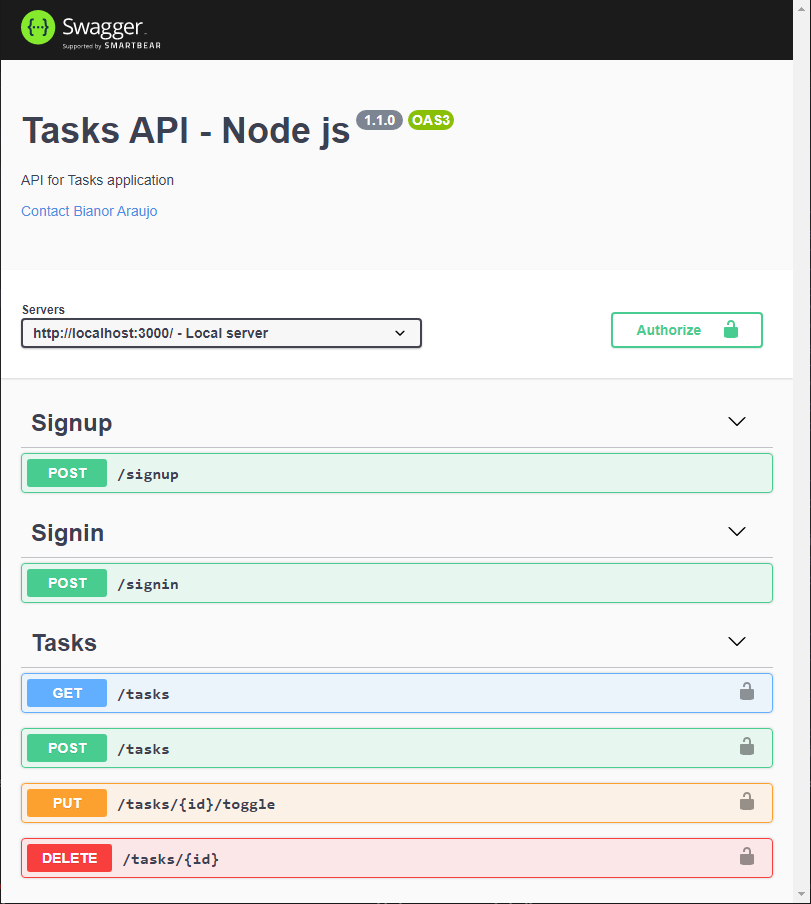 Swagger
Supported by SMARTBEAR
Tasks API - Node js 1.1.0 OAS3
API for Tasks application
Contact Bianor Araujo
Servers
http://localhost:3000/ - Local server
Authorize
Signup
POST /signup
Signin
POST /signin
Tasks
GET /tasks
POST /tasks
PUT /tasks/{id}/toggle
DELETE /tasks/{id}